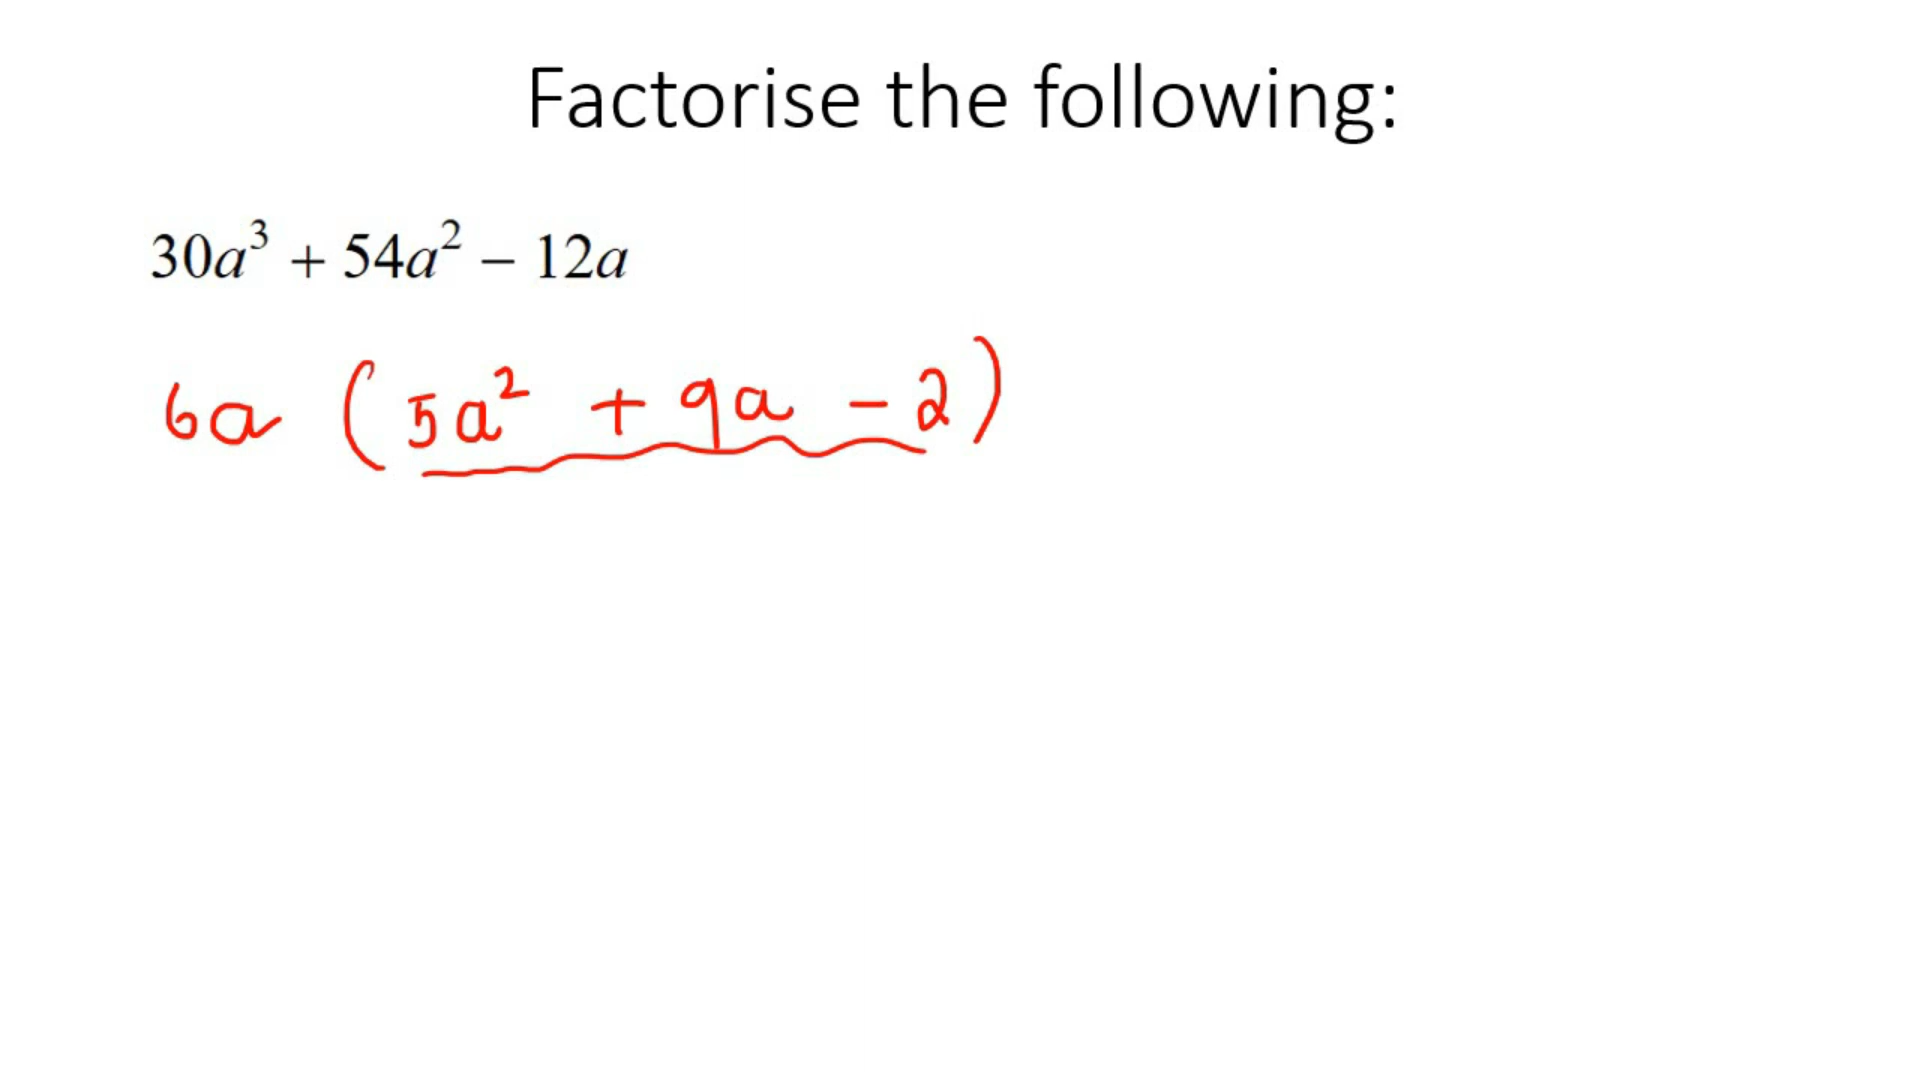 Factorise the following:
30a³ + 54a² − 12a
6a (5a² + 9a − 2)